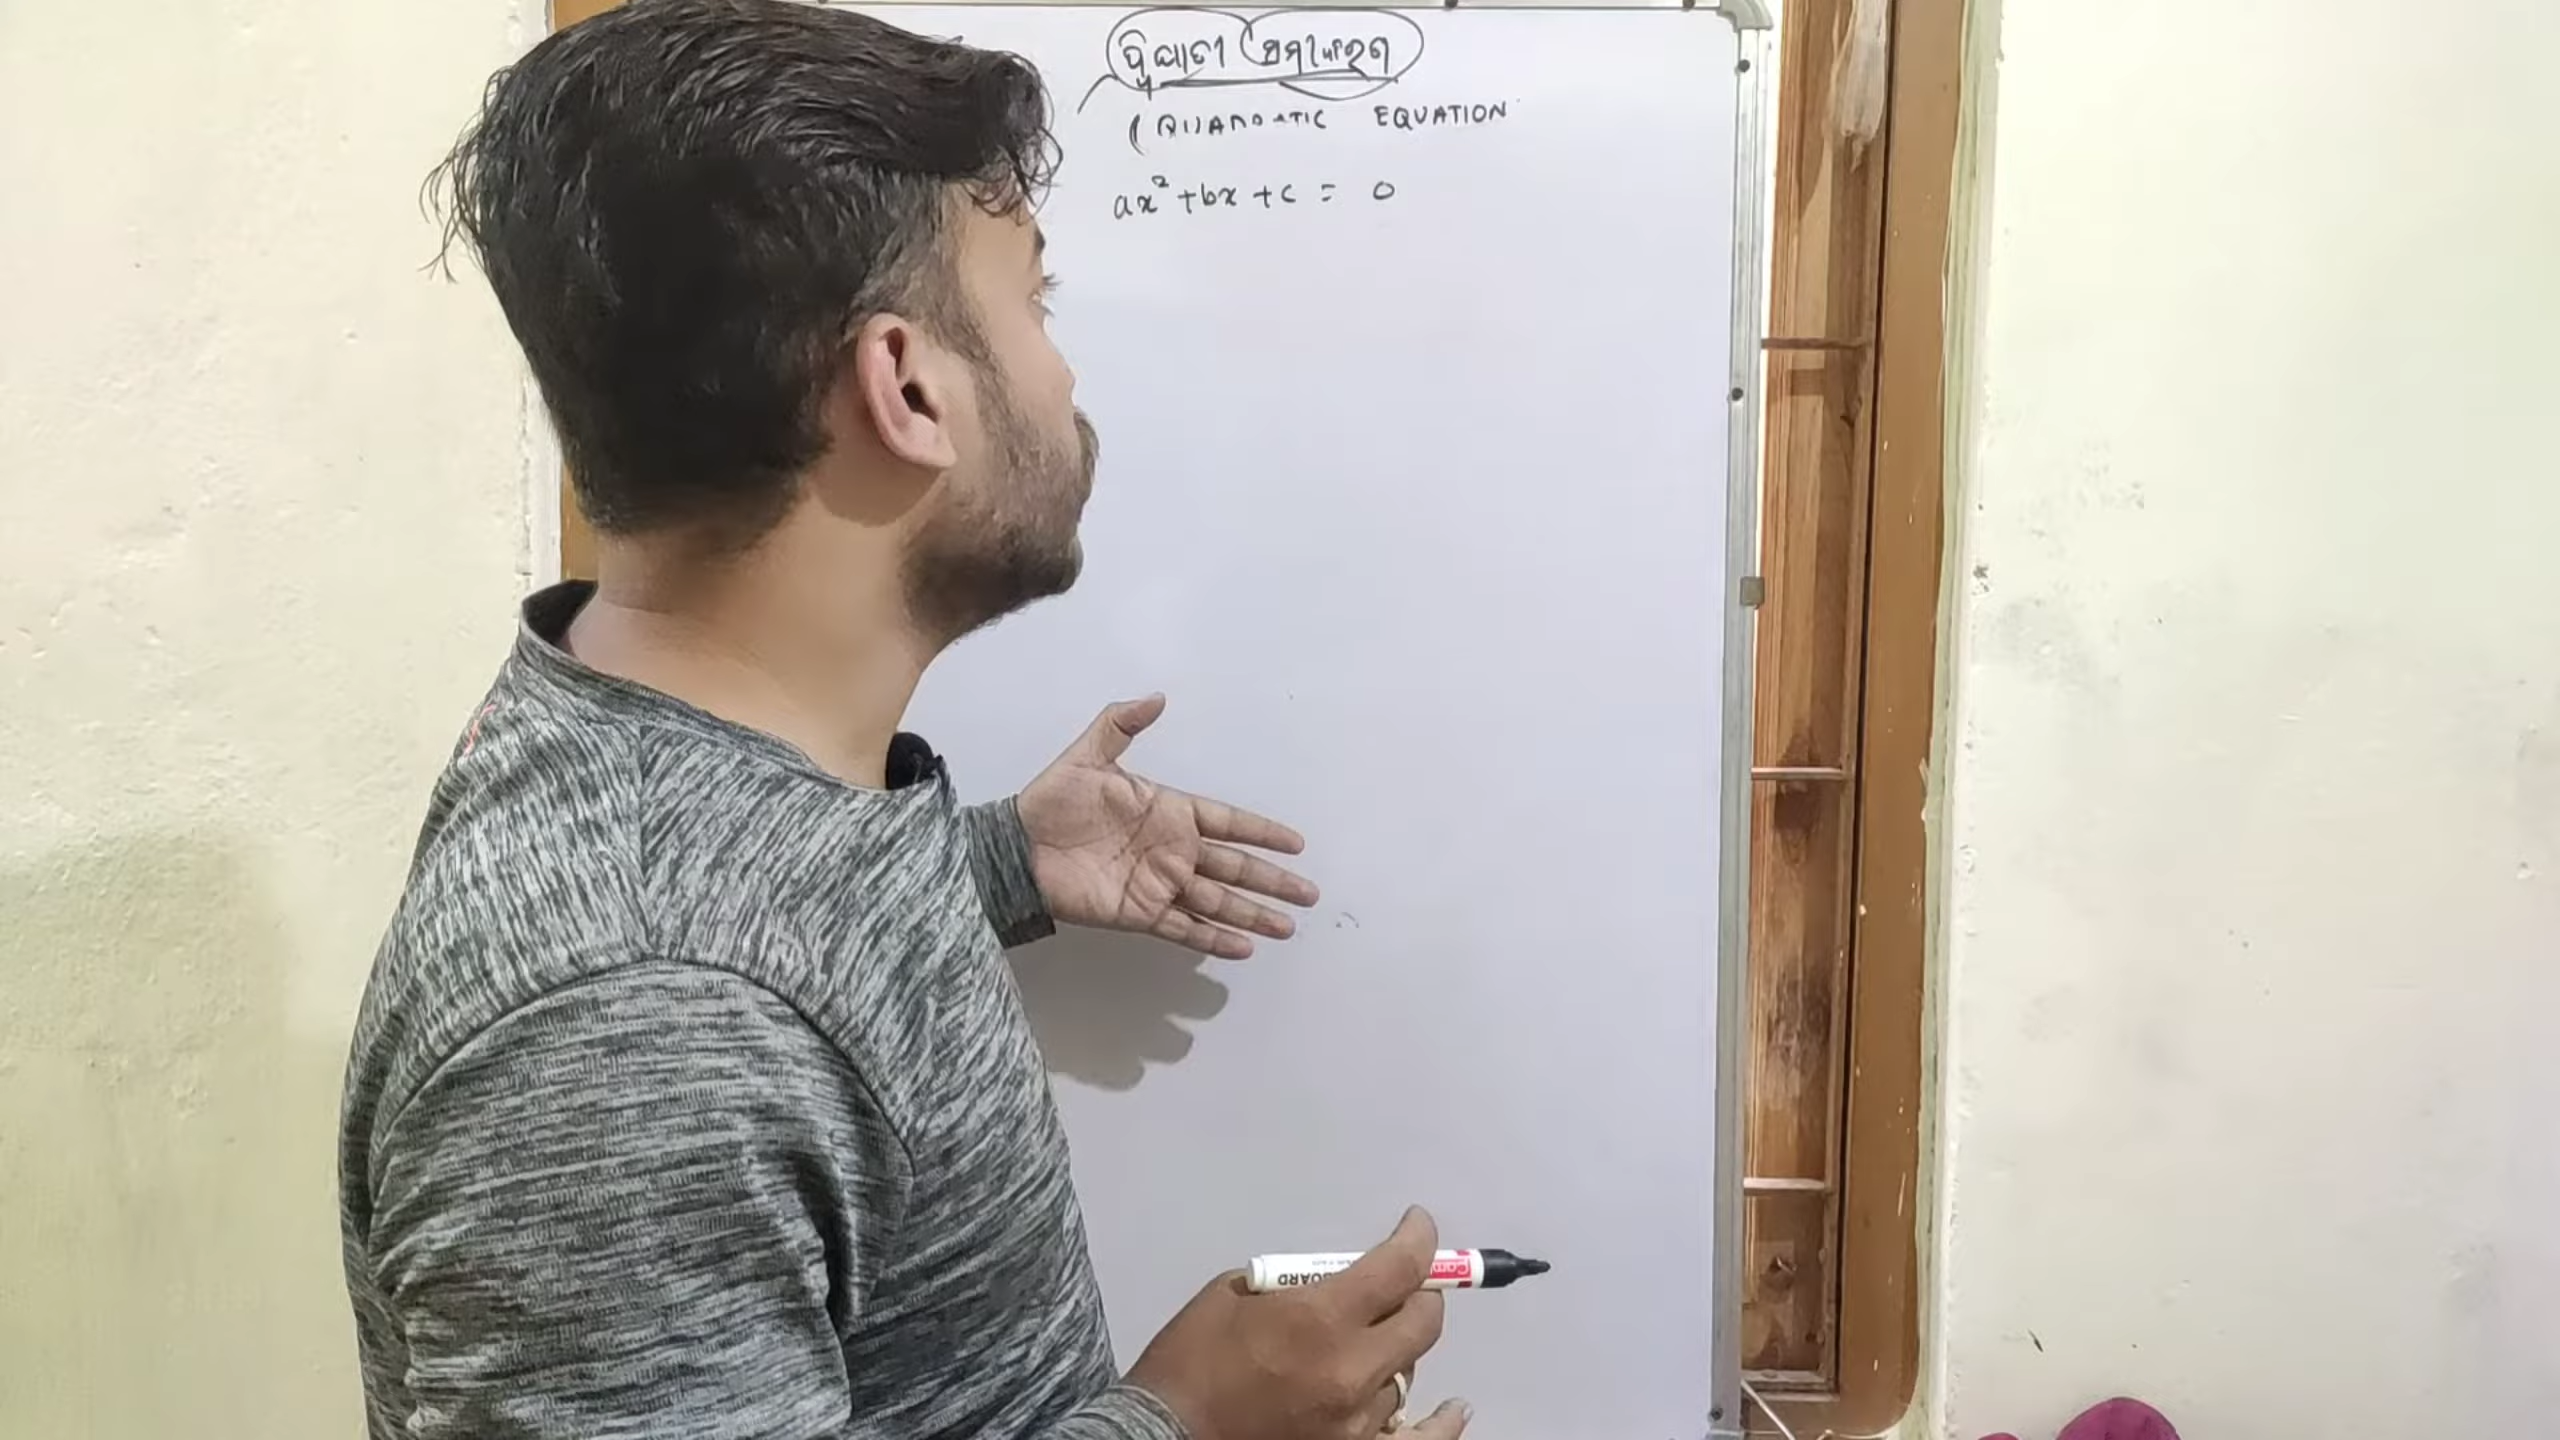 ଦ୍ୱିଘାତୀ ସମୀକରଣ
( QUADRATIC EQUATION
ax² + bx + c = 0